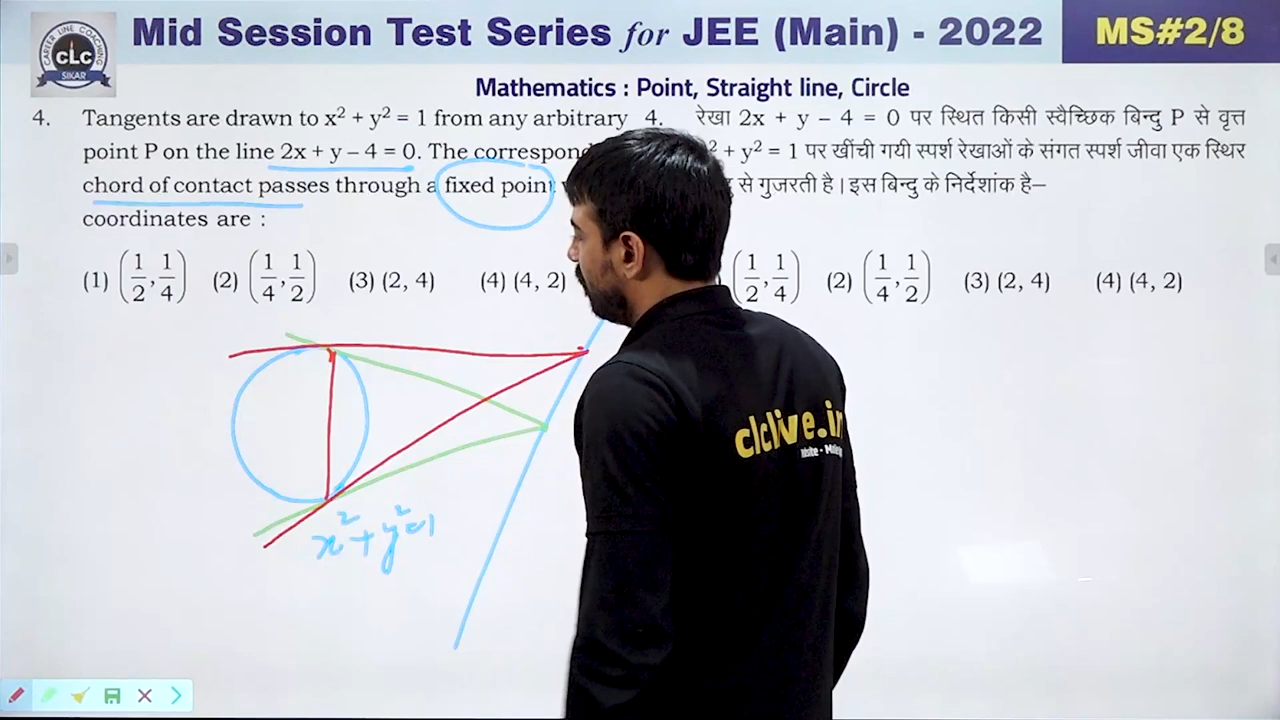 CAREER LINE COACHING
CLC
SIKAR
Mid Session Test Series for JEE (Main) - 2022
MS#2/8
Mathematics : Point, Straight line, Circle
4. Tangents are drawn to x² + y² = 1 from any arbitrary
point P on the line 2x + y – 4 = 0. The correspon
chord of contact passes through a fixed point
coordinates are :
(1) (1/2, 1/4) (2) (1/4, 1/2) (3) (2, 4) (4) (4, 2)
4. रेखा 2x + y – 4 = 0 पर स्थित किसी स्वैच्छिक बिन्दु P से वृत्त
² + y² = 1 पर खींची गयी स्पर्श रेखाओं के संगत स्पर्श जीवा एक स्थिर
से गुजरती है। इस बिन्दु के निर्देशांक है–
(1/2, 1/4) (2) (1/4, 1/2) (3) (2, 4) (4) (4, 2)
x² + y² = 1
clclive.in